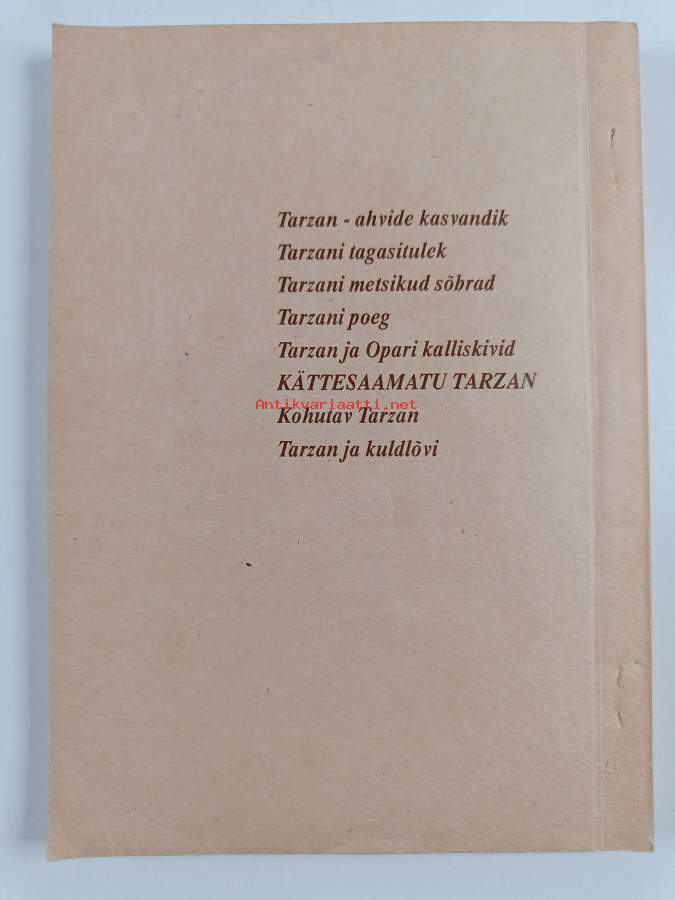 Tarzan - ahvide kasvandik
Tarzani tagasitulek
Tarzani metsikud sõbrad
Tarzani poeg
Tarzan ja Opari kalliskivid
KÄTTESAAMATU TARZAN
Antikvariaatti.net
Kohutav Tarzan
Tarzan ja kuldlõvi